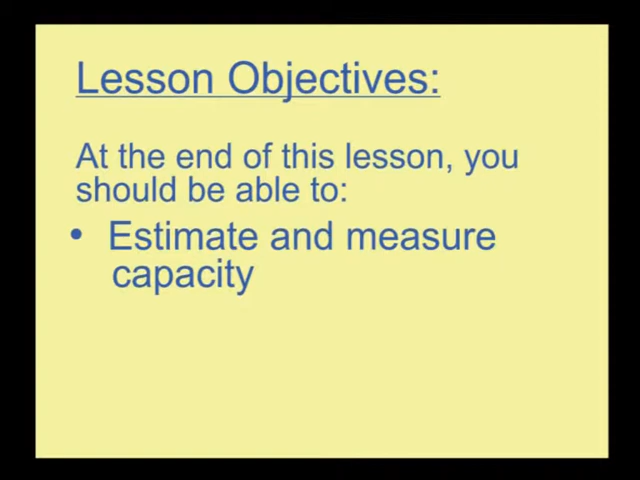 Lesson Objectives:
At the end of this lesson, you
should be able to:
• Estimate and measure
capacity